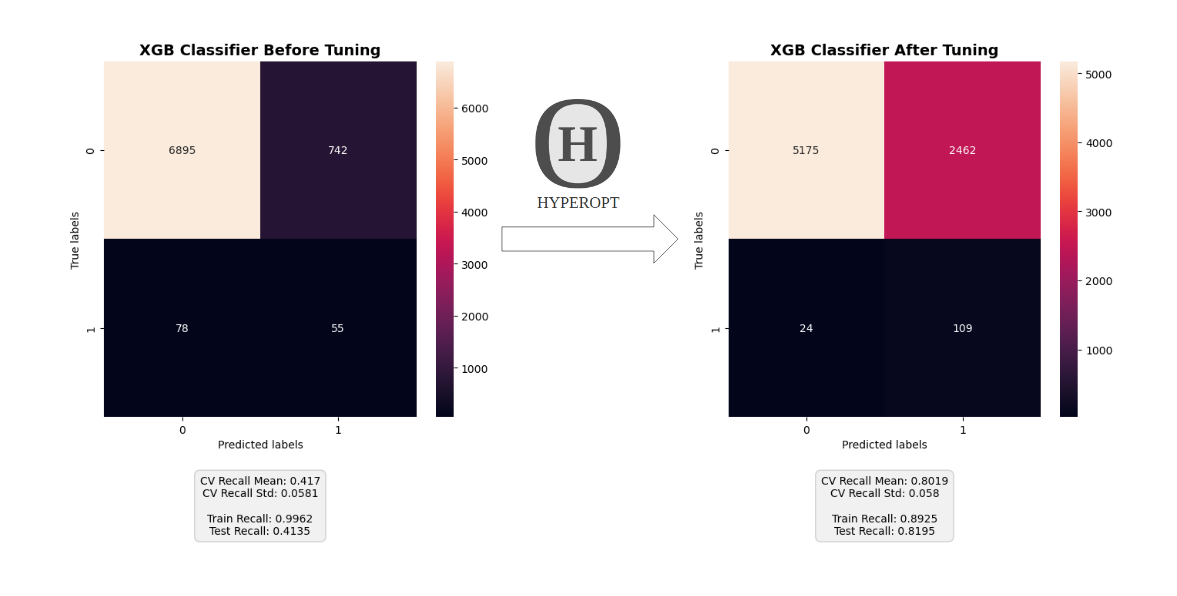 XGB Classifier Before Tuning
6895
742
78
55
0
1
True labels
0
1
Predicted labels
6000
5000
4000
3000
2000
1000
CV Recall Mean: 0.417
CV Recall Std: 0.0581
Train Recall: 0.9962
Test Recall: 0.4135
H
HYPEROPT
XGB Classifier After Tuning
5175
2462
24
109
0
1
True labels
0
1
Predicted labels
5000
4000
3000
2000
1000
CV Recall Mean: 0.8019
CV Recall Std: 0.058
Train Recall: 0.8925
Test Recall: 0.8195